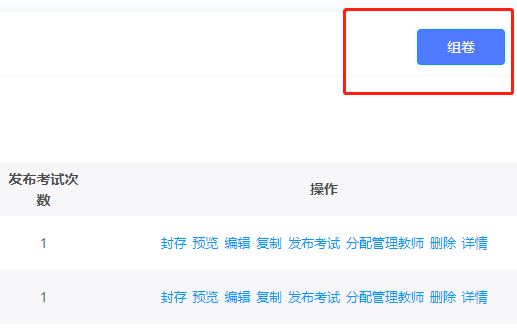 组卷
发布考试次
数
操作
1
封存 预览 编辑 复制 发布考试 分配管理教师 删除 详情
1
封存 预览 编辑 复制 发布考试 分配管理教师 删除 详情